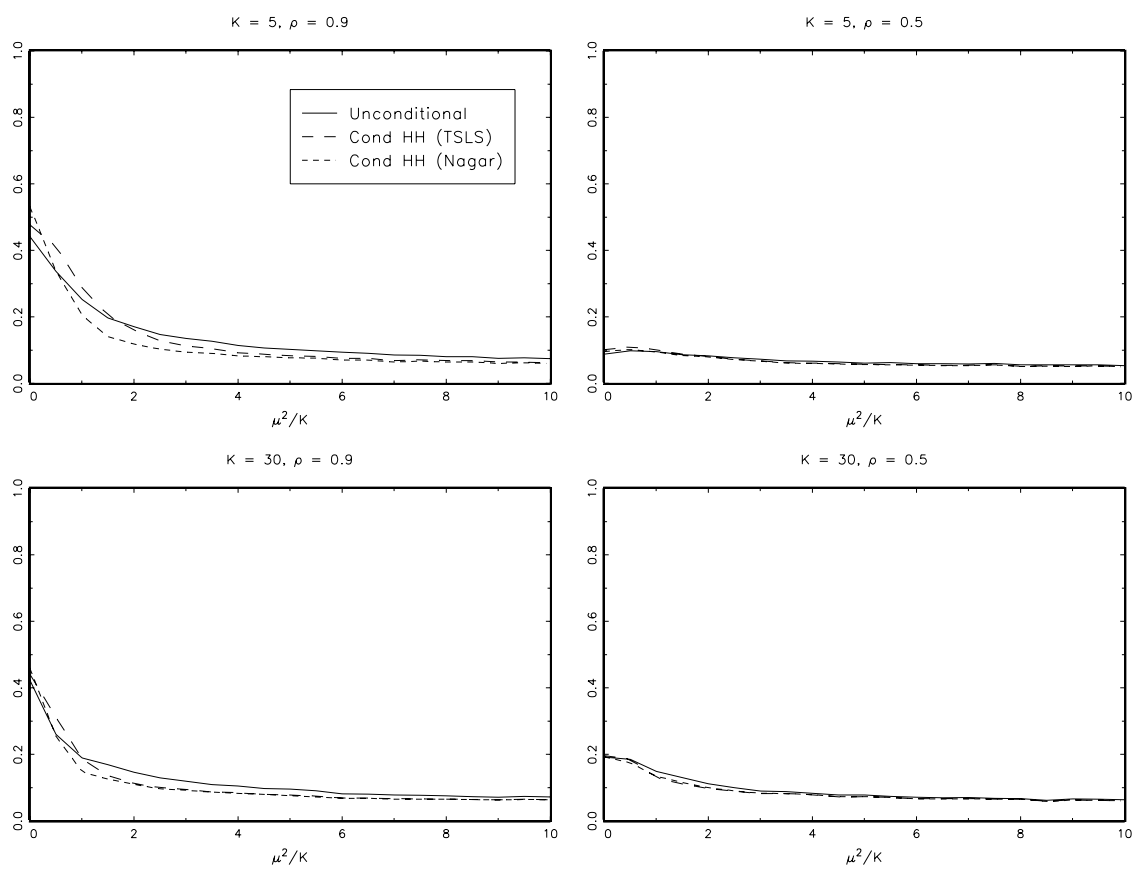 K = 5, ρ = 0.9
1.0
0.8
0.6
0.4
0.2
0.0
Unconditional
Cond HH (TSLS)
Cond HH (Nagar)
0 2 4 6 8 10
μ²/K
K = 5, ρ = 0.5
1.0
0.8
0.6
0.4
0.2
0.0
0 2 4 6 8 10
μ²/K
K = 30, ρ = 0.9
1.0
0.8
0.6
0.4
0.2
0.0
0 2 4 6 8 10
μ²/K
K = 30, ρ = 0.5
1.0
0.8
0.6
0.4
0.2
0.0
0 2 4 6 8 10
μ²/K